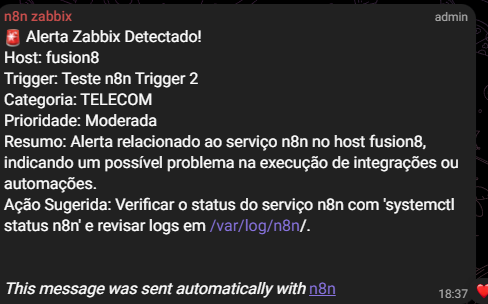 n8n zabbix admin
🚨 Alerta Zabbix Detectado!
Host: fusion8
Trigger: Teste n8n Trigger 2
Categoria: TELECOM
Prioridade: Moderada
Resumo: Alerta relacionado ao serviço n8n no host fusion8,
indicando um possível problema na execução de integrações ou
automações.
Ação Sugerida: Verificar o status do serviço n8n com 'systemctl
status n8n' e revisar logs em /var/log/n8n/.
This message was sent automatically with n8n
18:37